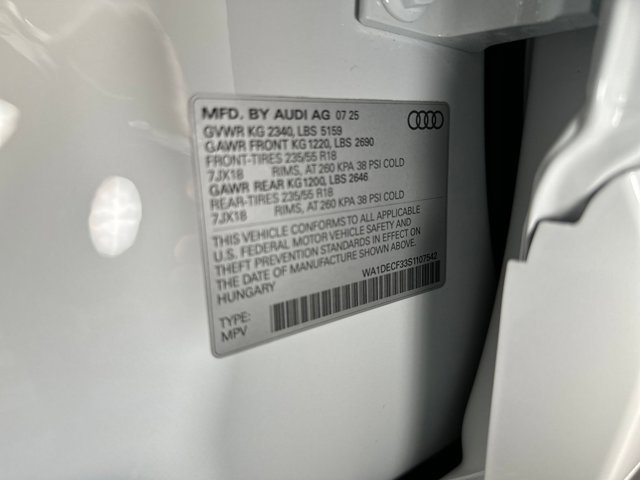 MFD. BY AUDI AG 07 25
GVWR KG 2340, LBS 5159
GAWR FRONT KG 1220, LBS 2690
FRONT-TIRES 235/55 R18
7JX18 RIMS, AT 260 KPA 38 PSI COLD
GAWR REAR KG 1200, LBS 2646
REAR-TIRES 235/55 R18
7JX18 RIMS, AT 260 KPA 38 PSI COLD
THIS VEHICLE CONFORMS TO ALL APPLICABLE
U.S. FEDERAL MOTOR VEHICLE SAFETY AND
THEFT PREVENTION STANDARDS IN EFFECT ON
THE DATE OF MANUFACTURE SHOWN ABOVE.
HUNGARY WA1DECF33S1107542
TYPE:
MPV